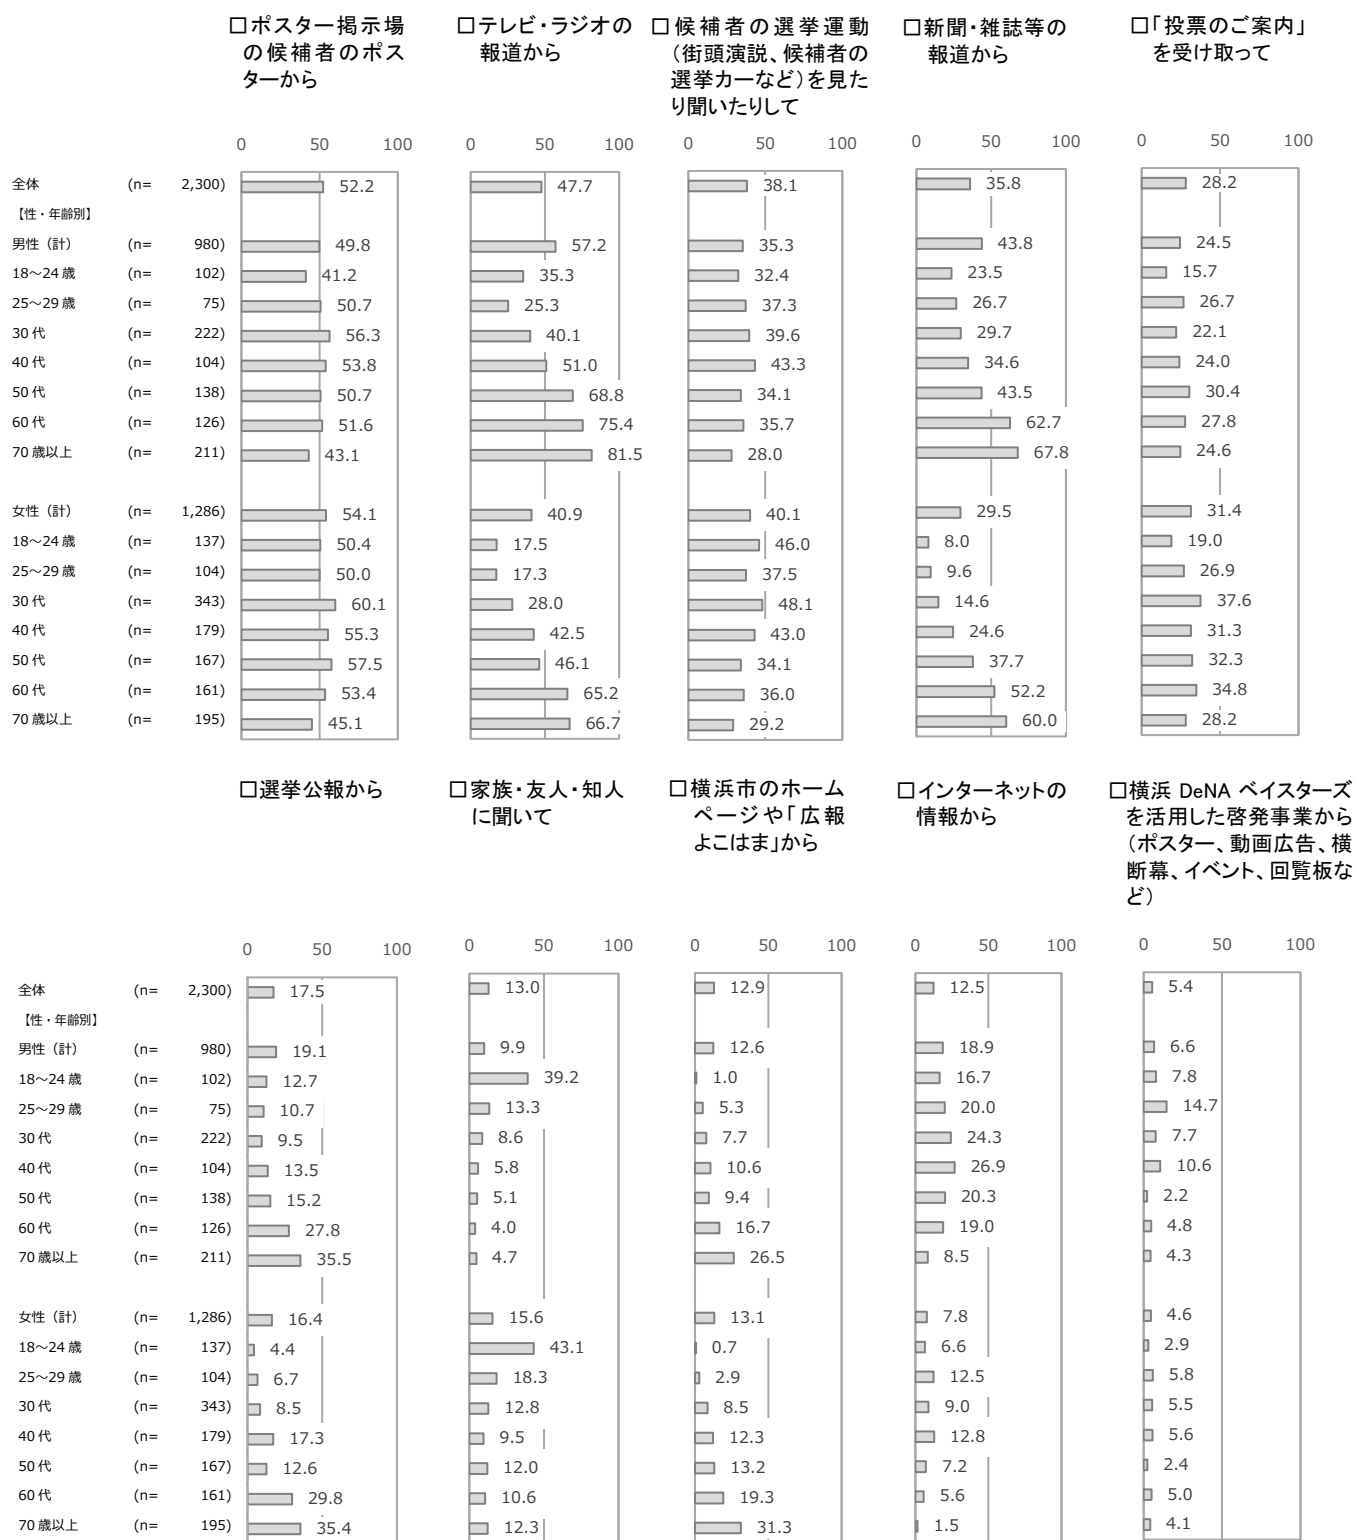 □ポスター掲示場
の候補者のポス
ターから
□テレビ・ラジオの
報道から
□候補者の選挙運動
(街頭演説、候補者の
選挙カーなど)を見た
り聞いたりして
□新聞・雑誌等の
報道から
□「投票のご案内」
を受け取って
0 50 100 0 50 100 0 50 100 0 50 100 0 50 100
全体 (n= 2,300) 52.2 47.7 38.1 35.8 28.2
【性・年齢別】
男性(計) (n= 980) 49.8 57.2 35.3 43.8 24.5
18～24歳 (n= 102) 41.2 35.3 32.4 23.5 15.7
25～29歳 (n= 75) 50.7 25.3 37.3 26.7 26.7
30代 (n= 222) 56.3 40.1 39.6 29.7 22.1
40代 (n= 104) 53.8 51.0 43.3 34.6 24.0
50代 (n= 138) 50.7 68.8 34.1 43.5 30.4
60代 (n= 126) 51.6 75.4 35.7 62.7 27.8
70歳以上 (n= 211) 43.1 81.5 28.0 67.8 24.6
女性(計) (n= 1,286) 54.1 40.9 40.1 29.5 31.4
18～24歳 (n= 137) 50.4 17.5 46.0 8.0 19.0
25～29歳 (n= 104) 50.0 17.3 37.5 9.6 26.9
30代 (n= 343) 60.1 28.0 48.1 14.6 37.6
40代 (n= 179) 55.3 42.5 43.0 24.6 31.3
50代 (n= 167) 57.5 46.1 34.1 37.7 32.3
60代 (n= 161) 53.4 65.2 36.0 52.2 34.8
70歳以上 (n= 195) 45.1 66.7 29.2 60.0 28.2
□選挙公報から
□家族・友人・知人
に聞いて
□横浜市のホーム
ページや「広報
よこはま」から
□インターネットの
情報から
□横浜 DeNA ベイスターズ
を活用した啓発事業から
(ポスター、動画広告、横
断幕、イベント、回覧板な
ど)
0 50 100 0 50 100 0 50 100 0 50 100 0 50 100
全体 (n= 2,300) 17.5 13.0 12.9 12.5 5.4
【性・年齢別】
男性(計) (n= 980) 19.1 9.9 12.6 18.9 6.6
18～24歳 (n= 102) 12.7 39.2 1.0 16.7 7.8
25～29歳 (n= 75) 10.7 13.3 5.3 20.0 14.7
30代 (n= 222) 9.5 8.6 7.7 24.3 7.7
40代 (n= 104) 13.5 5.8 10.6 26.9 10.6
50代 (n= 138) 15.2 5.1 9.4 20.3 2.2
60代 (n= 126) 27.8 4.0 16.7 19.0 4.8
70歳以上 (n= 211) 35.5 4.7 26.5 8.5 4.3
女性(計) (n= 1,286) 16.4 15.6 13.1 7.8 4.6
18～24歳 (n= 137) 4.4 43.1 0.7 6.6 2.9
25～29歳 (n= 104) 6.7 18.3 2.9 12.5 5.8
30代 (n= 343) 8.5 12.8 8.5 9.0 5.5
40代 (n= 179) 17.3 9.5 12.3 12.8 5.6
50代 (n= 167) 12.6 12.0 13.2 7.2 2.4
60代 (n= 161) 29.8 10.6 19.3 5.6 5.0
70歳以上 (n= 195) 35.4 12.3 31.3 1.5 4.1